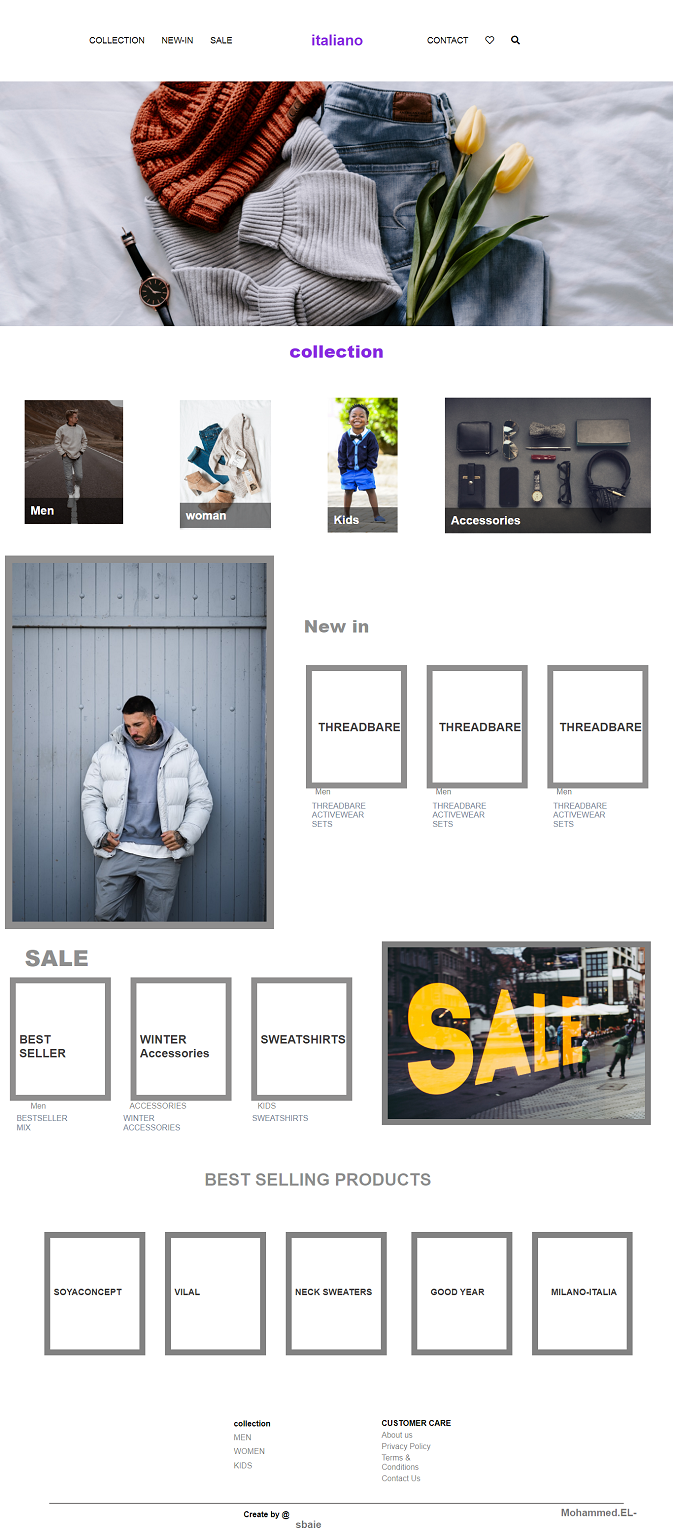 COLLECTION NEW-IN SALE italiano CONTACT
collection
Men
woman
Kids
Accessories
New in
THREADBARE THREADBARE THREADBARE
Men Men Men
THREADBARE THREADBARE THREADBARE
ACTIVEWEAR ACTIVEWEAR ACTIVEWEAR
SETS SETS SETS
SALE
SALE
BEST
SELLER
WINTER
Accessories
SWEATSHIRTS
Men
BESTSELLER
MIX
ACCESSORIES
WINTER
ACCESSORIES
KIDS
SWEATSHIRTS
BEST SELLING PRODUCTS
SOYACONCEPT VILAL NECK SWEATERS GOOD YEAR MILANO-ITALIA
collection
MEN
WOMEN
KIDS
CUSTOMER CARE
About us
Privacy Policy
Terms &
Conditions
Contact Us
Create by @ Mohammed.EL-
sbaie